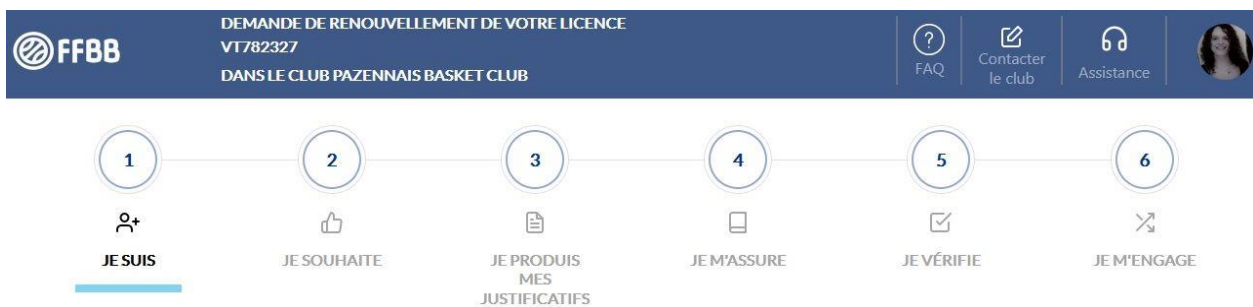 FFBB
DEMANDE DE RENOUVELLEMENT DE VOTRE LICENCE
VT782327
DANS LE CLUB PAZENNAIS BASKET CLUB
?
FAQ
Contacter
le club
Assistance
1
2
3
4
5
6
JE SUIS
JE SOUHAITE
JE PRODUIS
MES
JUSTIFICATIFS
JE M'ASSURE
JE VÉRIFIE
JE M'ENGAGE